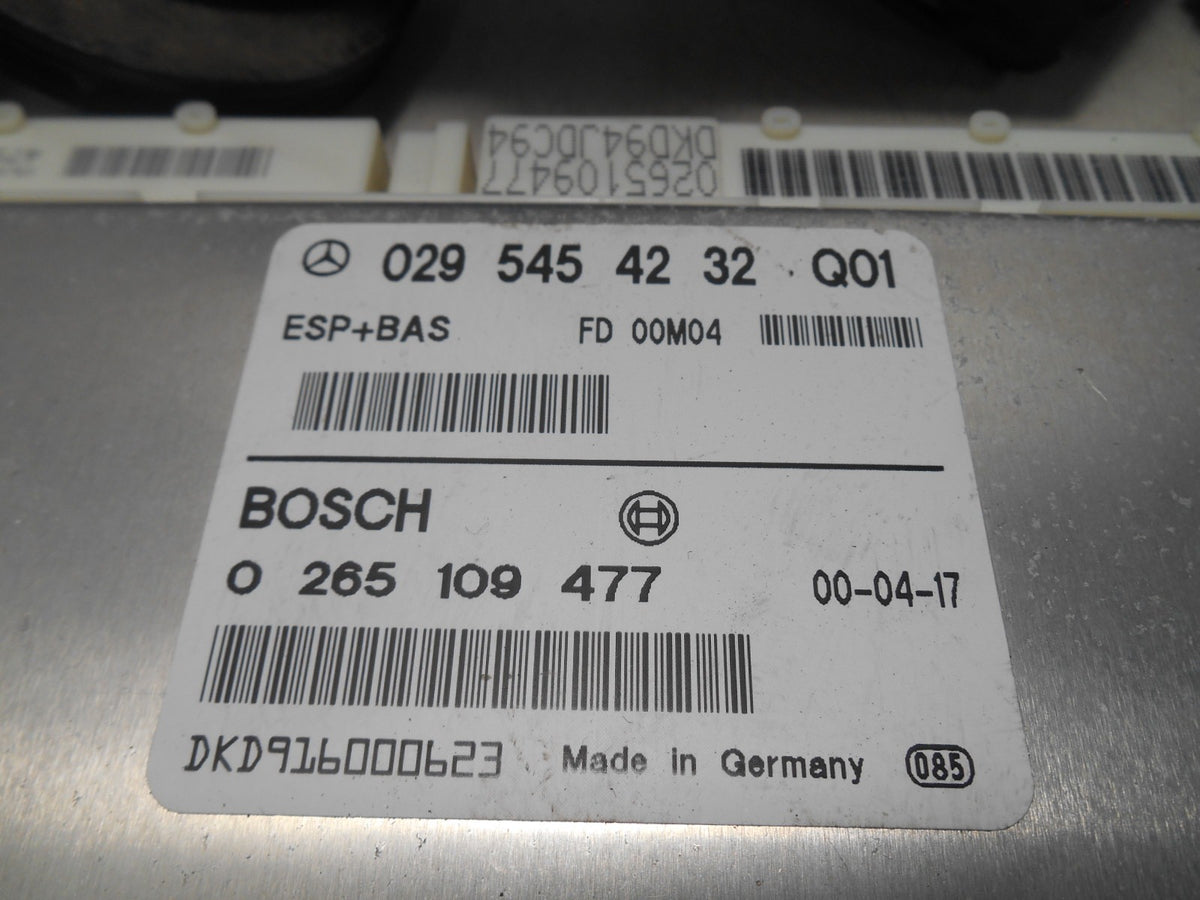 0265109477
DKD94JDC94
029 545 42 32 Q01
ESP+BAS FD 00M04
BOSCH
0 265 109 477 00-04-17
DKD916000623 Made in Germany 085